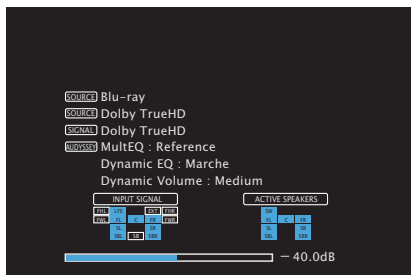 SOURCE Blu-ray
SOURCE Dolby TrueHD
SIGNAL Dolby TrueHD
AUDYSSEY MultEQ : Reference
Dynamic EQ : Marche
Dynamic Volume : Medium
INPUT SIGNAL ACTIVE SPEAKERS
FHL LFE EXT FHR SW
FWL FL C FR FWR FL C FR
SL SR SL SR
SBL SB SBR SBL SBR
- 40.0dB